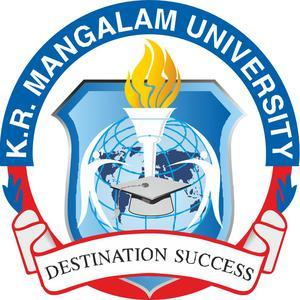 K.R. MANGALAM UNIVERSITY
DESTINATION SUCCESS